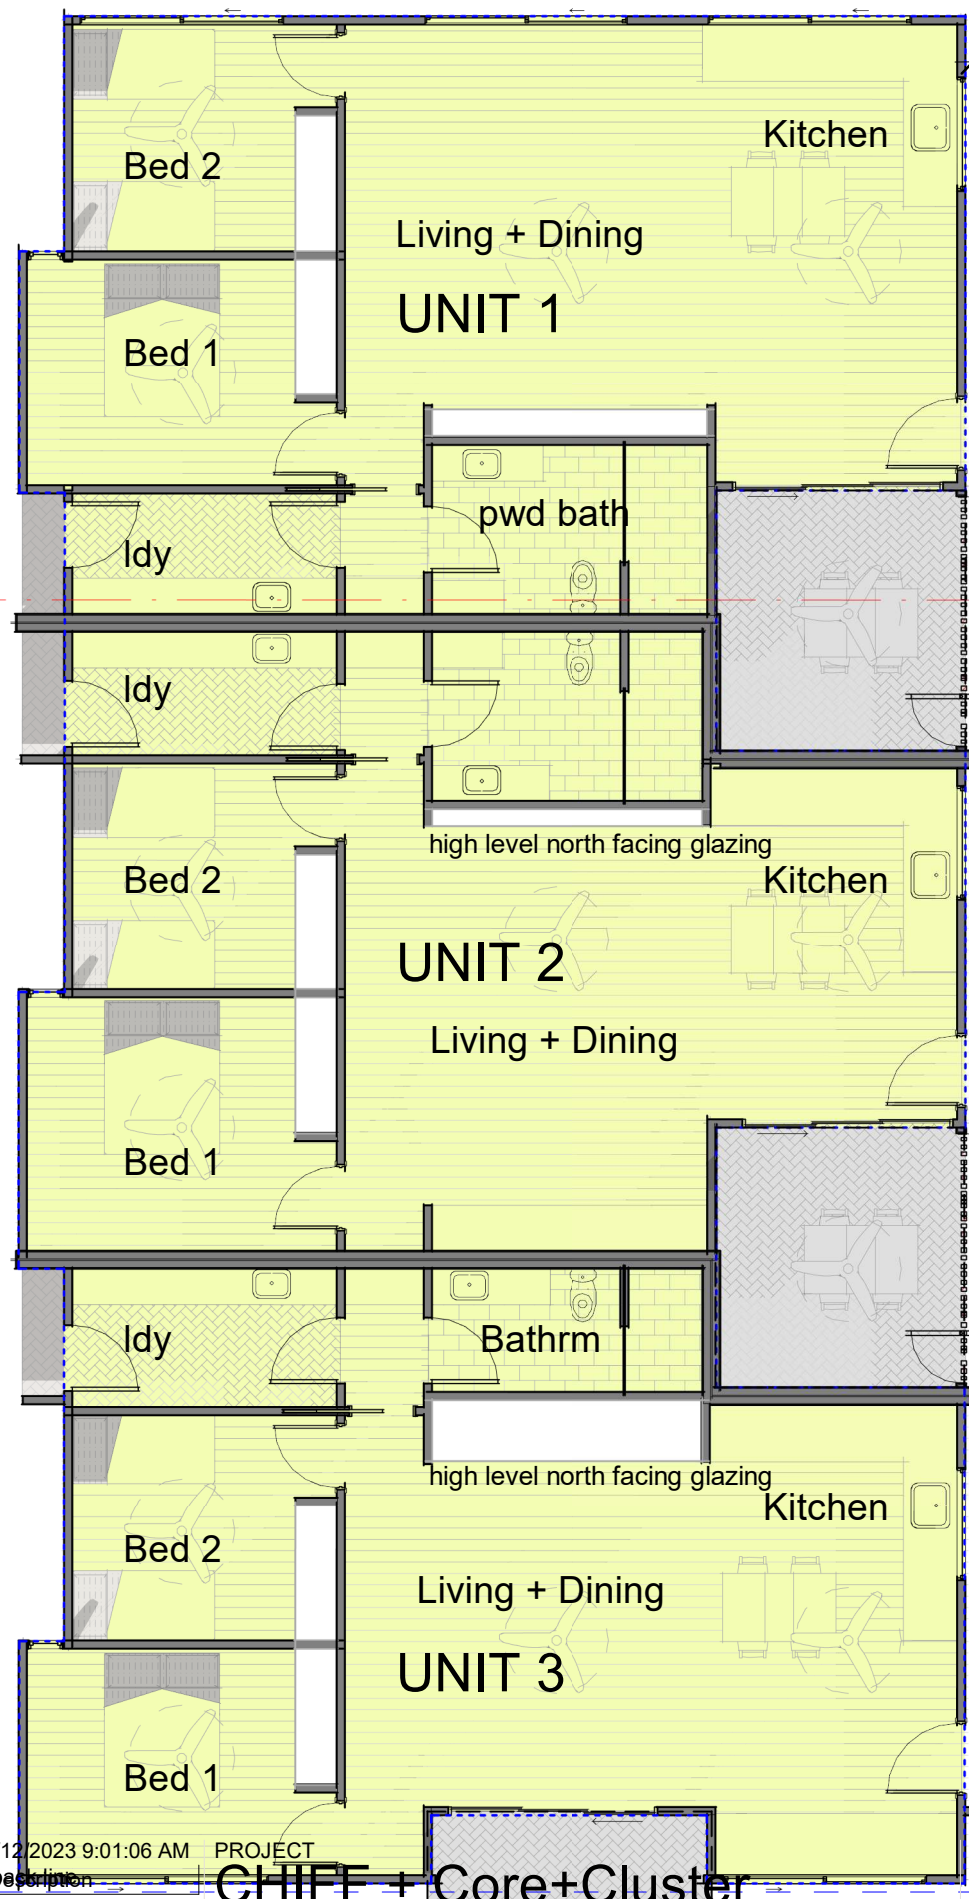 Bed 2
Kitchen
Living + Dining
UNIT 1
Bed 1
pwd bath
ldy
ldy
high level north facing glazing
Bed 2
Kitchen
UNIT 2
Living + Dining
Bed 1
ldy
Bathrm
high level north facing glazing
Kitchen
Bed 2
Living + Dining
UNIT 3
Bed 1
/12/2023 9:01:06 AM PROJECT
CHIFT + Core+Cluster